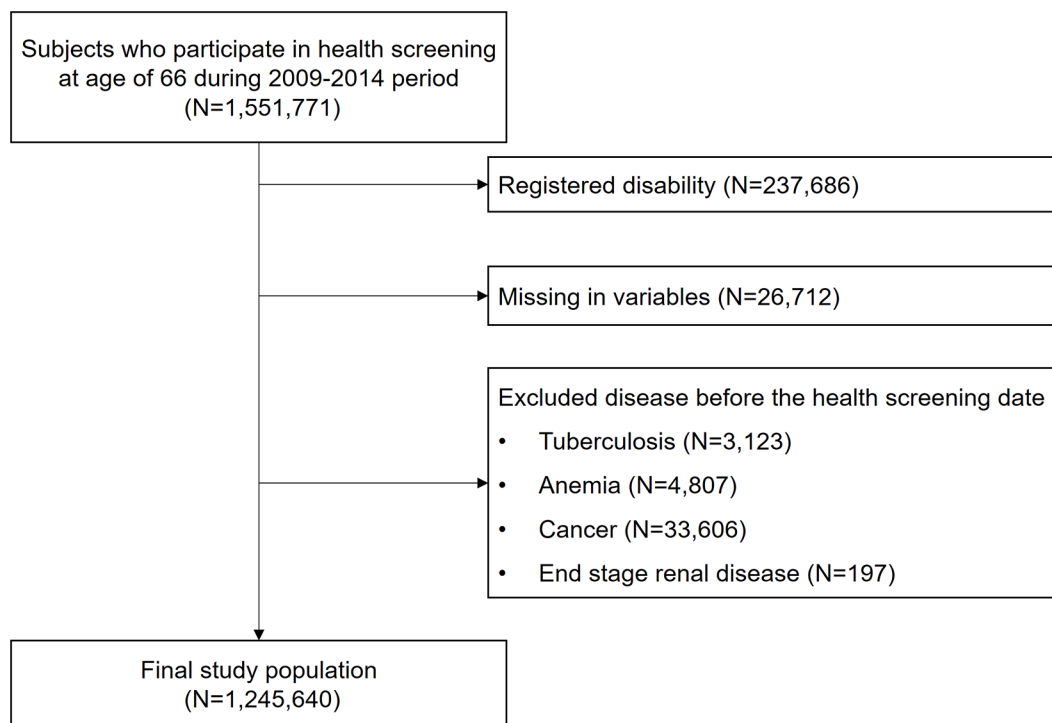 Subjects who participate in health screening
at age of 66 during 2009-2014 period
(N=1,551,771)
Registered disability (N=237,686)
Missing in variables (N=26,712)
Excluded disease before the health screening date
• Tuberculosis (N=3,123)
• Anemia (N=4,807)
• Cancer (N=33,606)
• End stage renal disease (N=197)
Final study population
(N=1,245,640)